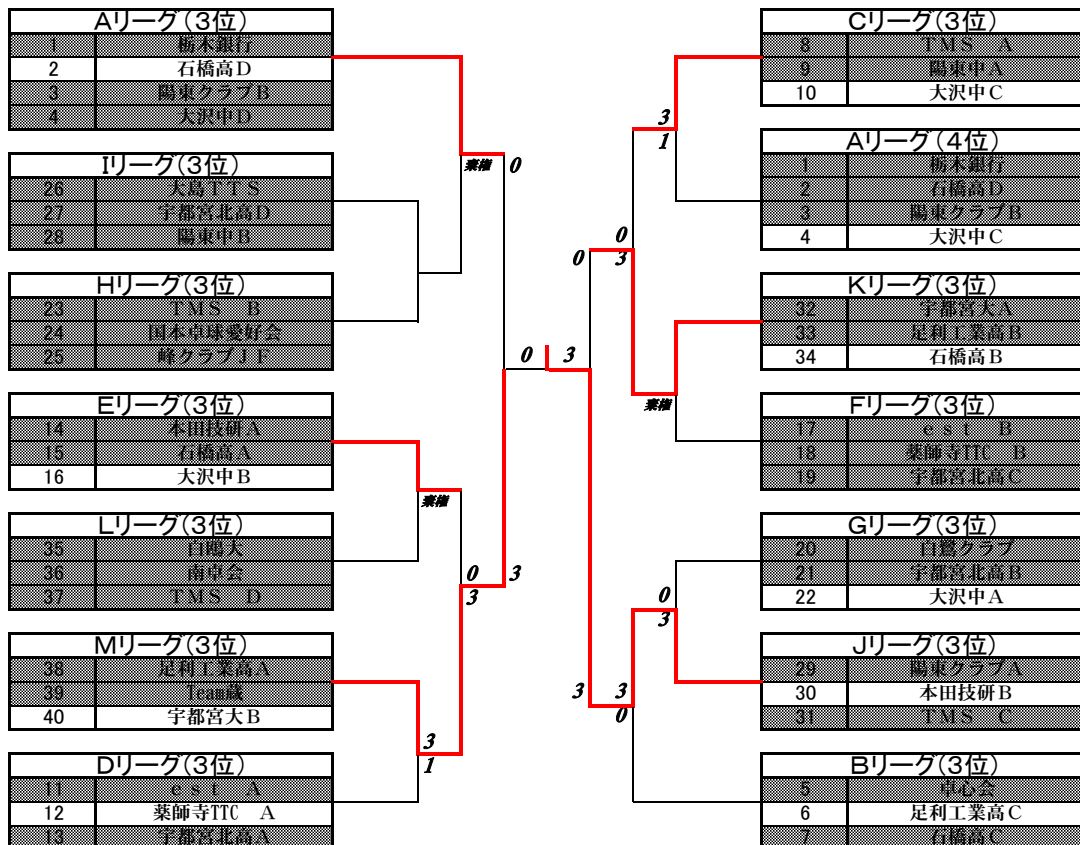 Aリーグ(3位)
1 栃木銀行
2 石橋高D
3 陽東クラブB
4 大沢中D
Iリーグ(3位)
26 大島TTS
27 宇都宮北高D
28 陽東中B
Hリーグ(3位)
23 TMS B
24 国本卓球愛好会
25 峰クラブJF
Eリーグ(3位)
14 本田技研A
15 石橋高A
16 大沢中B
Lリーグ(3位)
35 白鴎大
36 南卓会
37 TMS D
Mリーグ(3位)
38 足利工業高A
39 Team蔵
40 宇都宮大B
Dリーグ(3位)
11 est A
12 薬師寺TTC A
13 宇都宮北高A
棄権 0
棄権
0 3
3
3
1
0 3
3
1
0
0 3
棄権
0
3
3 3
0
Cリーグ(3位)
8 TMS A
9 陽東中A
10 大沢中C
Aリーグ(4位)
1 栃木銀行
2 石橋高D
3 陽東クラブB
4 大沢中C
Kリーグ(3位)
32 宇都宮大A
33 足利工業高B
34 石橋高B
Fリーグ(3位)
17 est B
18 薬師寺TTC B
19 宇都宮北高C
Gリーグ(3位)
20 白鷺クラブ
21 宇都宮北高B
22 大沢中A
Jリーグ(3位)
29 陽東クラブA
30 本田技研B
31 TMS C
Bリーグ(3位)
5 卓心会
6 足利工業高C
7 石橋高C